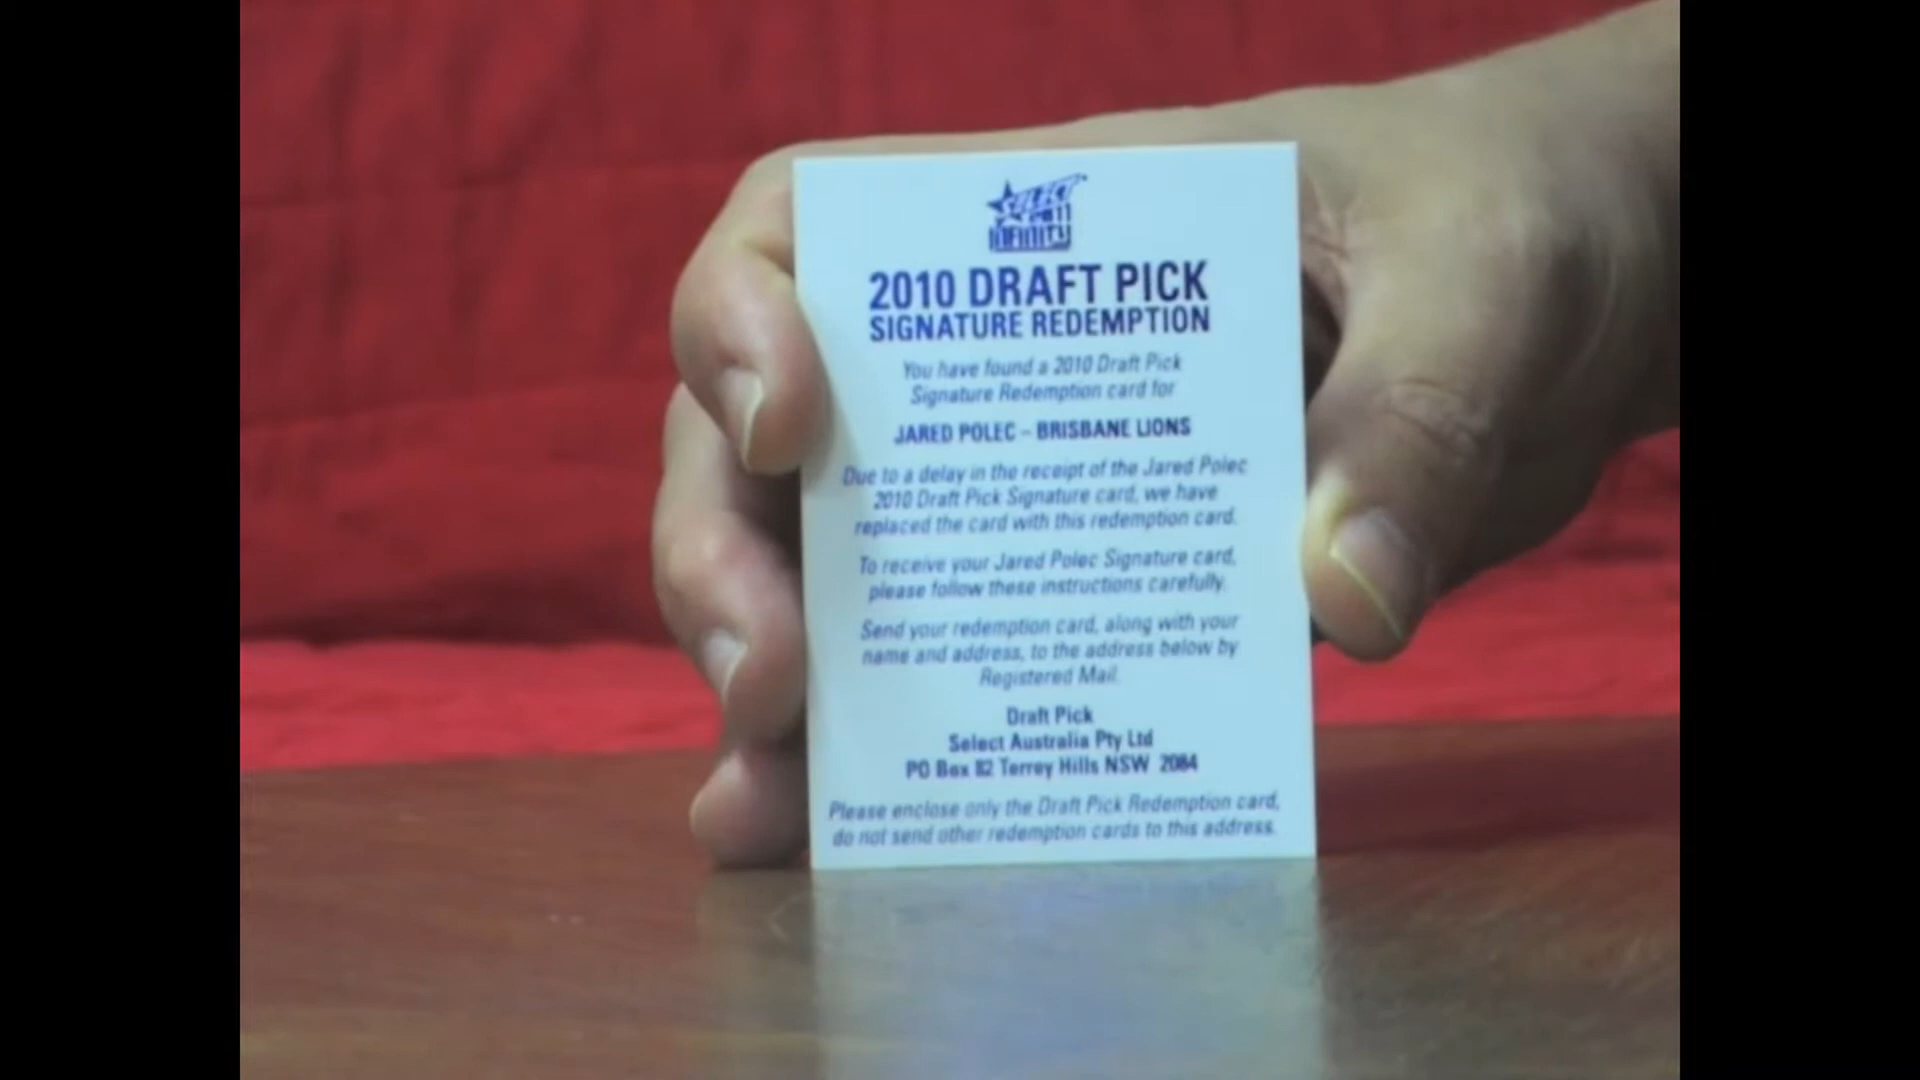 SELECT
2011
INFINITY
2010 DRAFT PICK
SIGNATURE REDEMPTION
You have found a 2010 Draft Pick
Signature Redemption card for
JARED POLEC – BRISBANE LIONS
Due to a delay in the receipt of the Jared Polec
2010 Draft Pick Signature card, we have
replaced the card with this redemption card.
To receive your Jared Polec Signature card,
please follow these instructions carefully.
Send your redemption card, along with your
name and address, to the address below by
Registered Mail.
Draft Pick
Select Australia Pty Ltd
PO Box 82 Terrey Hills NSW 2084
Please enclose only the Draft Pick Redemption card,
do not send other redemption cards to this address.